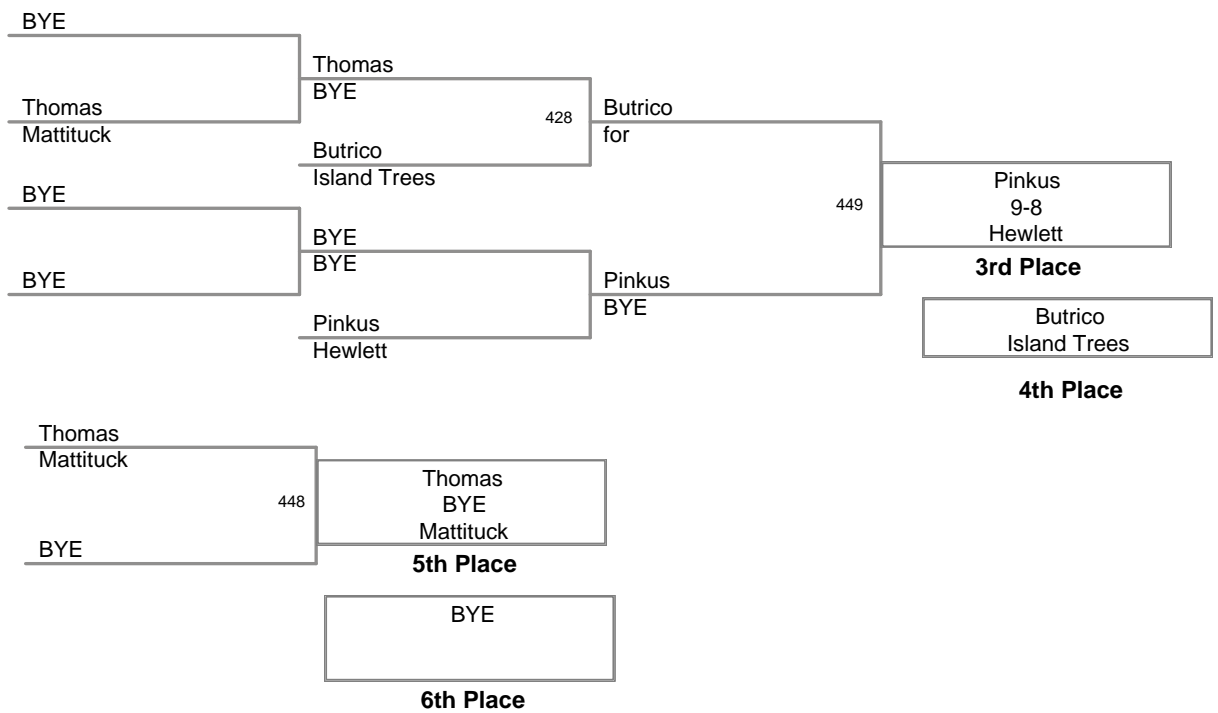 BYE
Thomas
BYE
Thomas
Mattituck
428
Butrico
for
Butrico
Island Trees
BYE
449
Pinkus
9-8
Hewlett
3rd Place
BYE
BYE
BYE
Pinkus
BYE
Pinkus
Hewlett
Butrico
Island Trees
4th Place
Thomas
Mattituck
448
Thomas
BYE
Mattituck
BYE
5th Place
BYE
6th Place